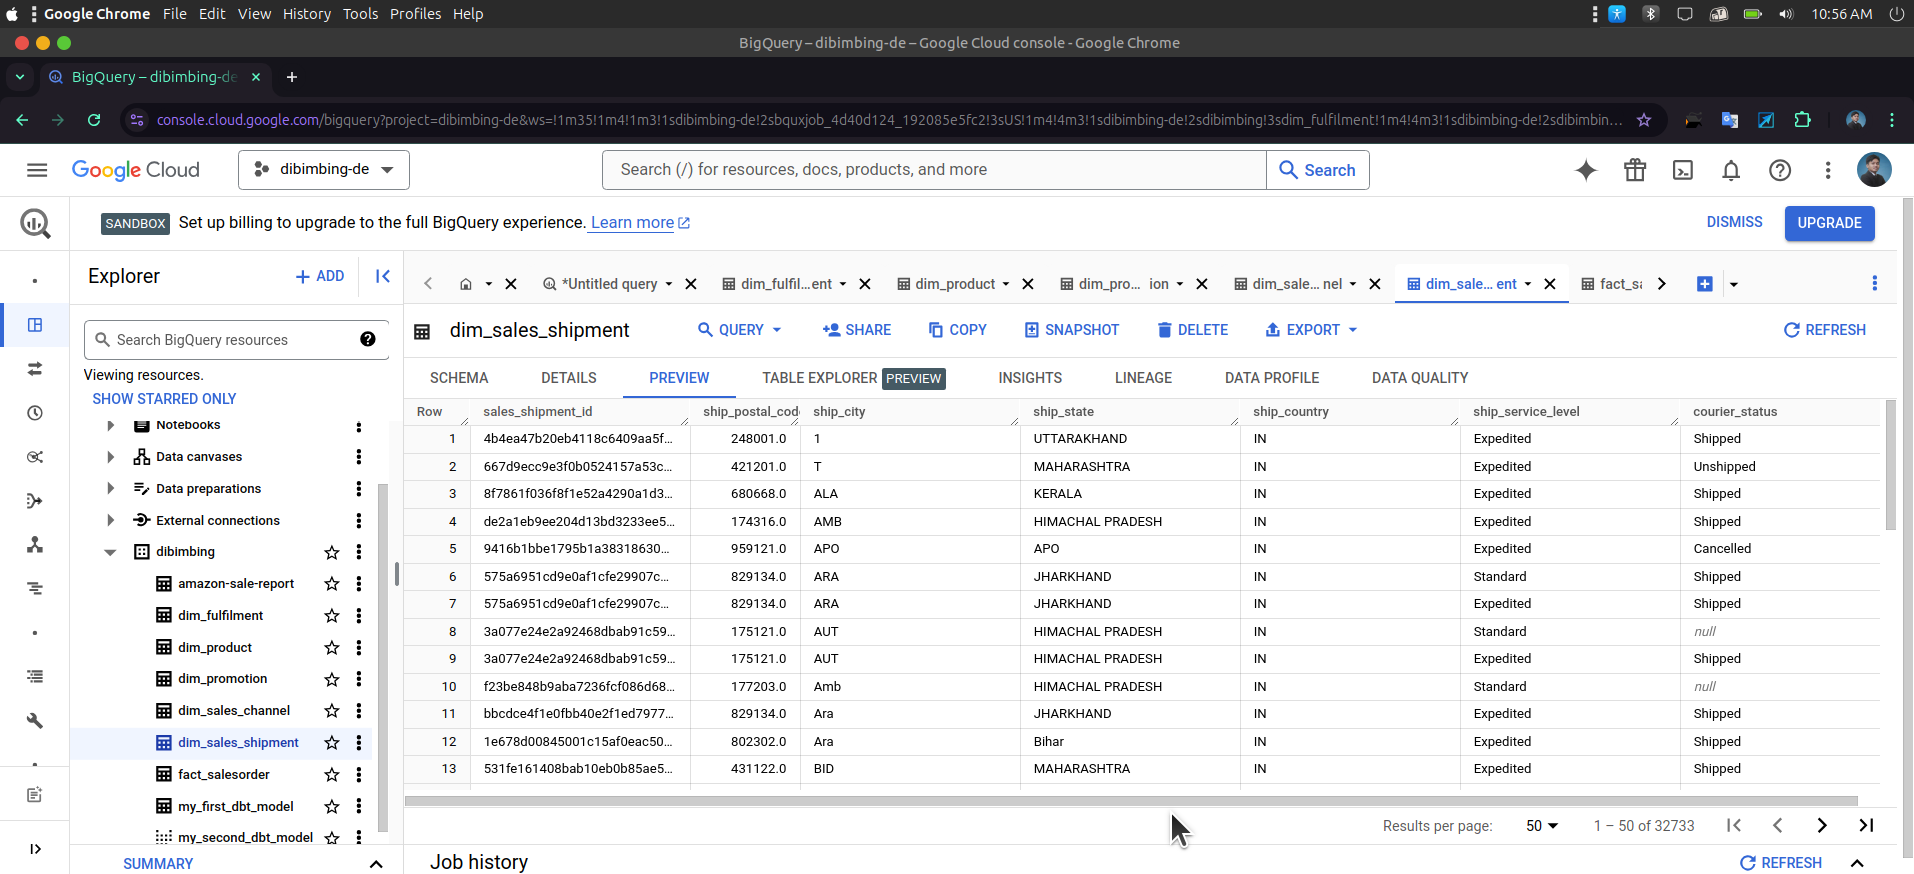 Google Chrome File Edit View History Tools Profiles Help 10:56 AM
BigQuery – dibimbing-de – Google Cloud console - Google Chrome
BigQuery – dibimbing-de
console.cloud.google.com/bigquery?project=dibimbing-de&ws=!1m35!1m4!1m3!1sdibimbing-de!2sbquxjob_4d40d124_192085e5fc2!3sUS!1m4!4m3!1sdibimbing-de!2sdibimbing!3sdim_fulfilment!1m4!4m3!1sdibimbing-de!2sdibimbin...
Google Cloud dibimbing-de Search (/) for resources, docs, products, and more Search
SANDBOX Set up billing to upgrade to the full BigQuery experience. Learn more DISMISS UPGRADE
Explorer + ADD
*Untitled query dim_fulfil...ent dim_product dim_pro... ion dim_sale... nel dim_sale... ent fact_sa
Search BigQuery resources
dim_sales_shipment QUERY SHARE COPY SNAPSHOT DELETE EXPORT REFRESH
Viewing resources.
SHOW STARRED ONLY
SCHEMA DETAILS PREVIEW TABLE EXPLORER PREVIEW INSIGHTS LINEAGE DATA PROFILE DATA QUALITY
Notebooks
Data canvases
Data preparations
External connections
dibimbing
amazon-sale-report
dim_fulfilment
dim_product
dim_promotion
dim_sales_channel
dim_sales_shipment
fact_salesorder
my_first_dbt_model
my_second_dbt_model
SUMMARY
Row sales_shipment_id ship_postal_code ship_city ship_state ship_country ship_service_level courier_status
1 4b4ea47b20eb4118c6409aa5f... 248001.0 1 UTTARAKHAND IN Expedited Shipped
2 667d9ecc9e3f0b0524157a53c... 421201.0 T MAHARASHTRA IN Expedited Unshipped
3 8f7861f036f8f1e52a4290a1d3... 680668.0 ALA KERALA IN Expedited Shipped
4 de2a1eb9ee204d13bd3233ee5... 174316.0 AMB HIMACHAL PRADESH IN Expedited Shipped
5 9416b1bbe1795b1a38318630... 959121.0 APO APO IN Expedited Cancelled
6 575a6951cd9e0af1cfe29907c... 829134.0 ARA JHARKHAND IN Standard Shipped
7 575a6951cd9e0af1cfe29907c... 829134.0 ARA JHARKHAND IN Expedited Shipped
8 3a077e24e2a92468dbab91c59... 175121.0 AUT HIMACHAL PRADESH IN Standard null
9 3a077e24e2a92468dbab91c59... 175121.0 AUT HIMACHAL PRADESH IN Expedited Shipped
10 f23be848b9aba7236fcf086d68... 177203.0 Amb HIMACHAL PRADESH IN Standard null
11 bbcdce4f1e0fbb40e2f1ed7977... 829134.0 Ara JHARKHAND IN Expedited Shipped
12 1e678d00845001c15af0eac50... 802302.0 Ara Bihar IN Expedited Shipped
13 531fe161408bab10eb0b85ae5... 431122.0 BID MAHARASHTRA IN Expedited Shipped
Results per page: 50 1 – 50 of 32733
Job history REFRESH